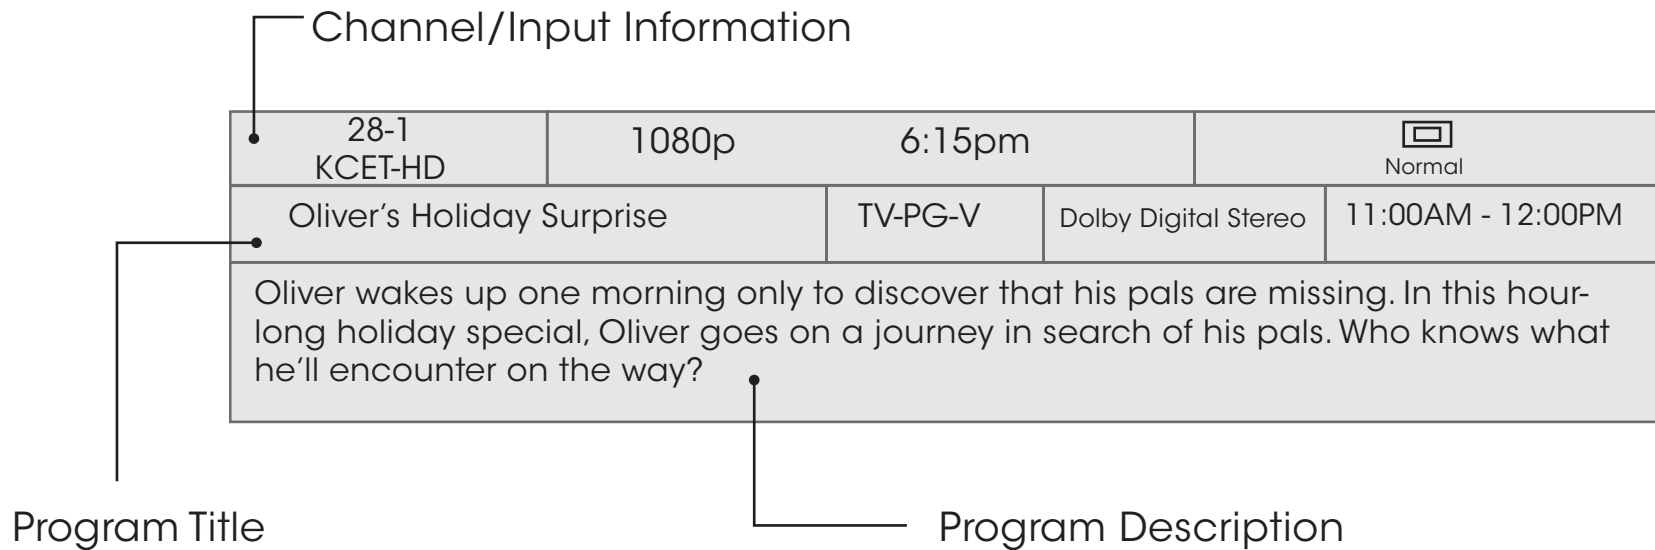 Channel/Input Information
28-1
KCET-HD
1080p
6:15pm
Normal
Oliver’s Holiday Surprise
TV-PG-V
Dolby Digital Stereo
11:00AM - 12:00PM
Oliver wakes up one morning only to discover that his pals are missing. In this hour-
long holiday special, Oliver goes on a journey in search of his pals. Who knows what
he’ll encounter on the way?
Program Title
Program Description